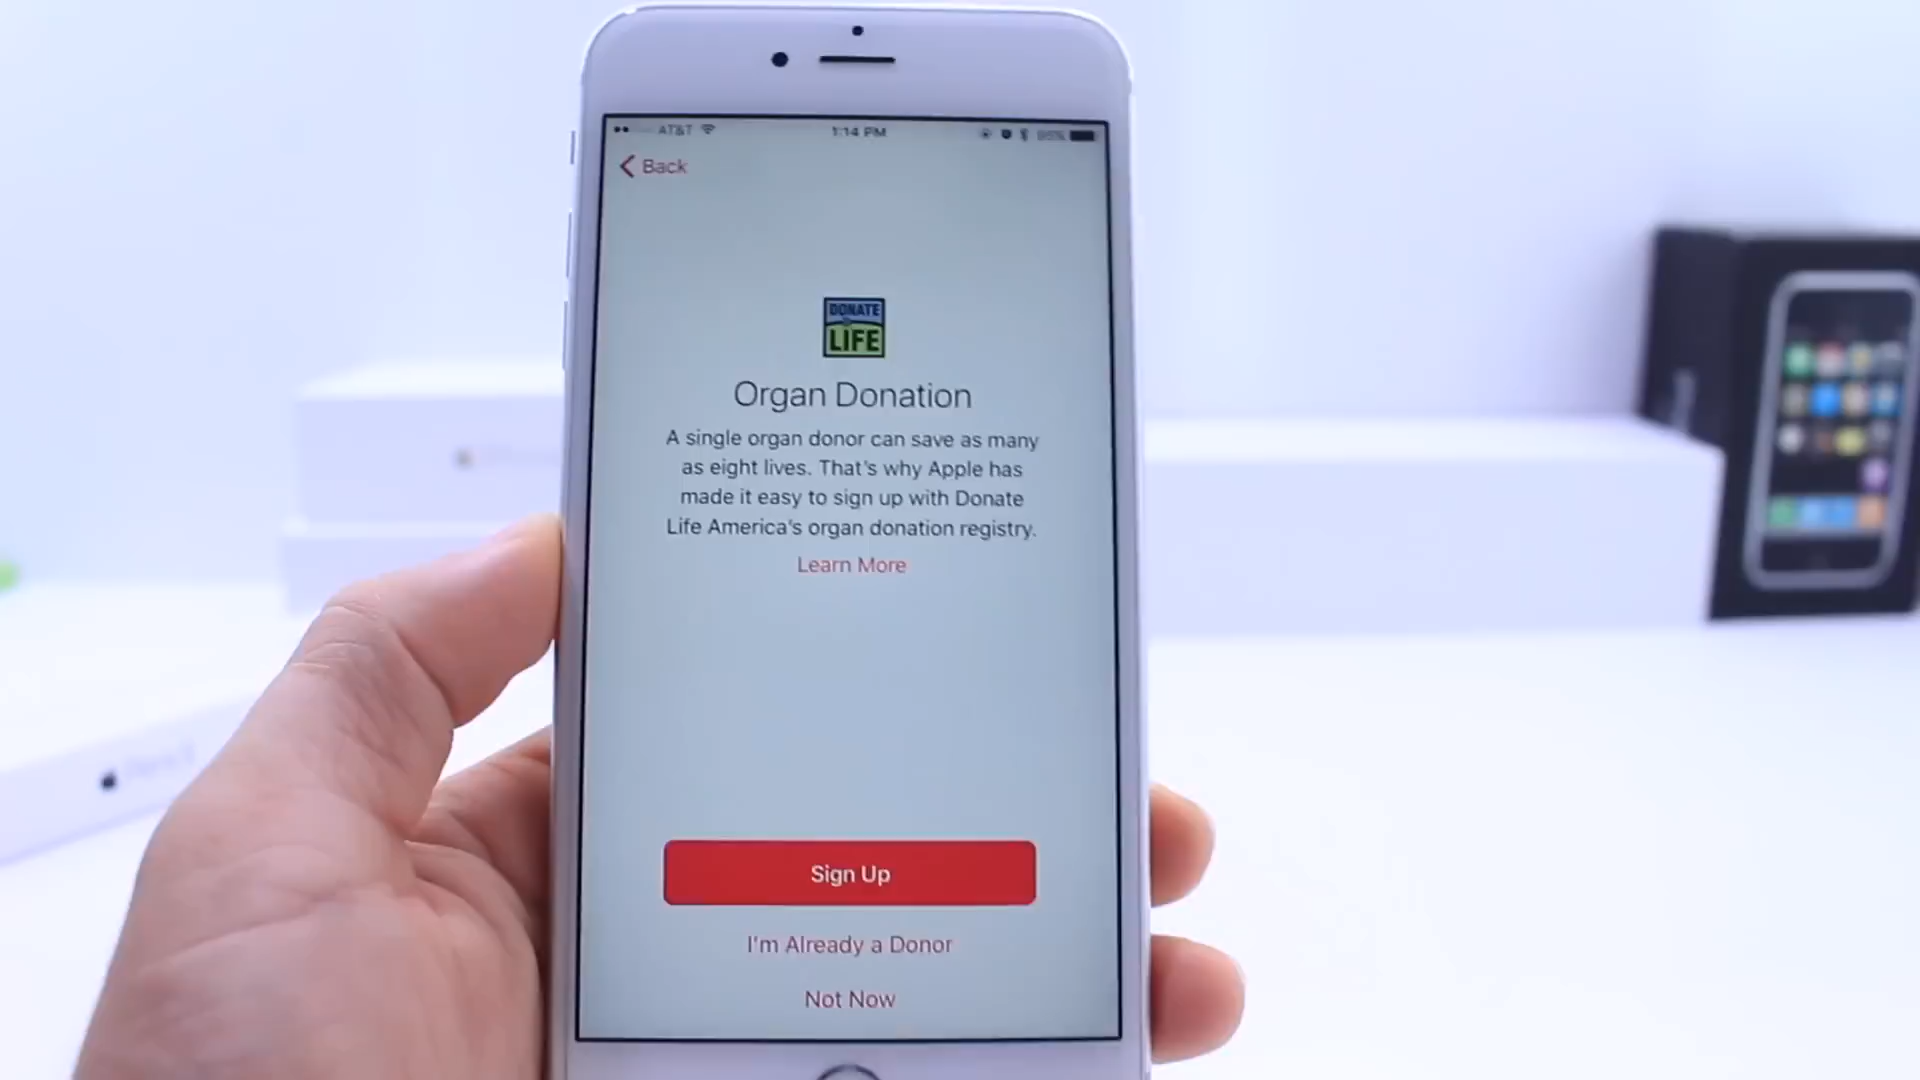 AT&T
1:14 PM
Back
DONATE
LIFE
Organ Donation
A single organ donor can save as many
as eight lives. That's why Apple has
made it easy to sign up with Donate
Life America's organ donation registry.
Learn More
Sign Up
I'm Already a Donor
Not Now